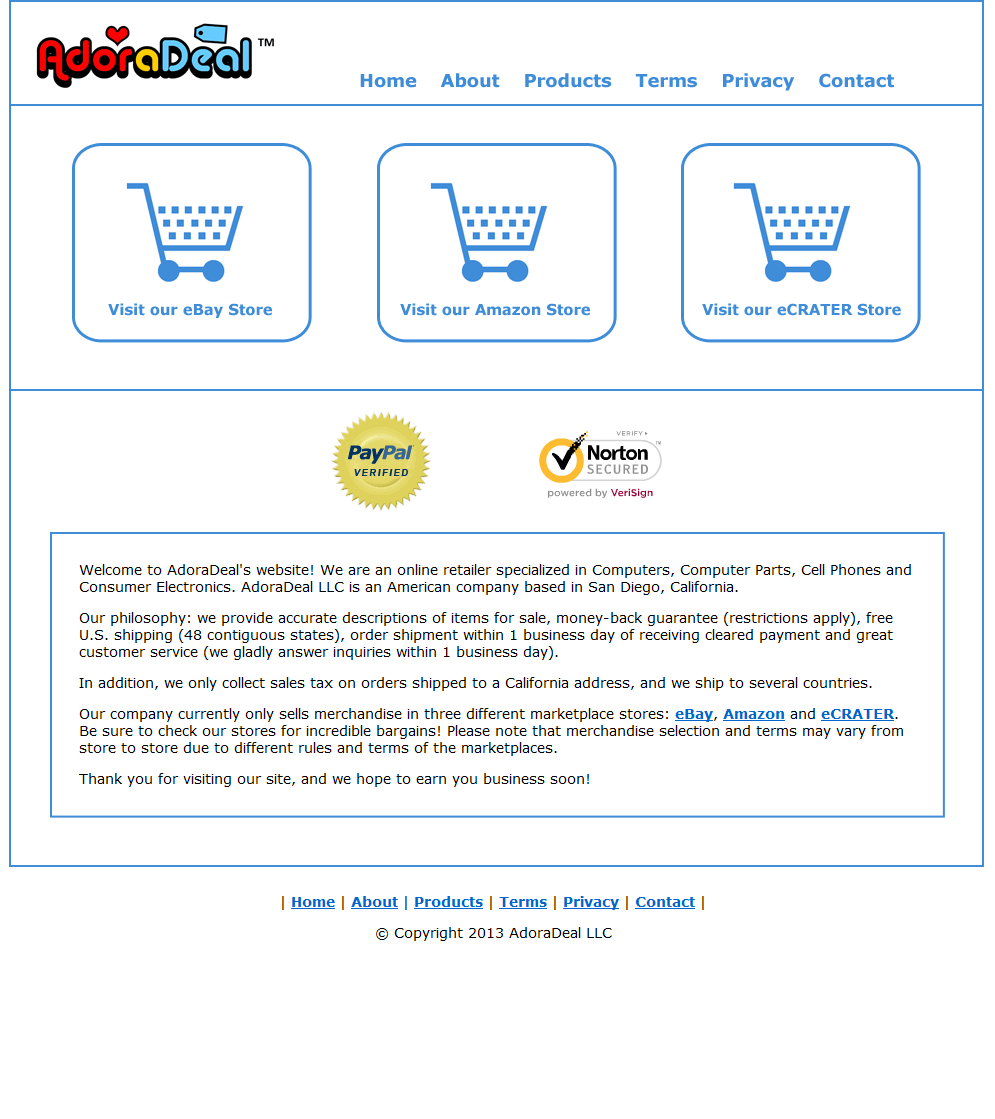 AdoraDeal ™
Home About Products Terms Privacy Contact
Visit our eBay Store
Visit our Amazon Store
Visit our eCRATER Store
PayPal
VERIFIED
VERIFY
Norton ™
SECURED
powered by VeriSign
Welcome to AdoraDeal's website! We are an online retailer specialized in Computers, Computer Parts, Cell Phones and
Consumer Electronics. AdoraDeal LLC is an American company based in San Diego, California.
Our philosophy: we provide accurate descriptions of items for sale, money-back guarantee (restrictions apply), free
U.S. shipping (48 contiguous states), order shipment within 1 business day of receiving cleared payment and great
customer service (we gladly answer inquiries within 1 business day).
In addition, we only collect sales tax on orders shipped to a California address, and we ship to several countries.
Our company currently only sells merchandise in three different marketplace stores: eBay, Amazon and eCRATER.
Be sure to check our stores for incredible bargains! Please note that merchandise selection and terms may vary from
store to store due to different rules and terms of the marketplaces.
Thank you for visiting our site, and we hope to earn you business soon!
| Home | About | Products | Terms | Privacy | Contact |
© Copyright 2013 AdoraDeal LLC